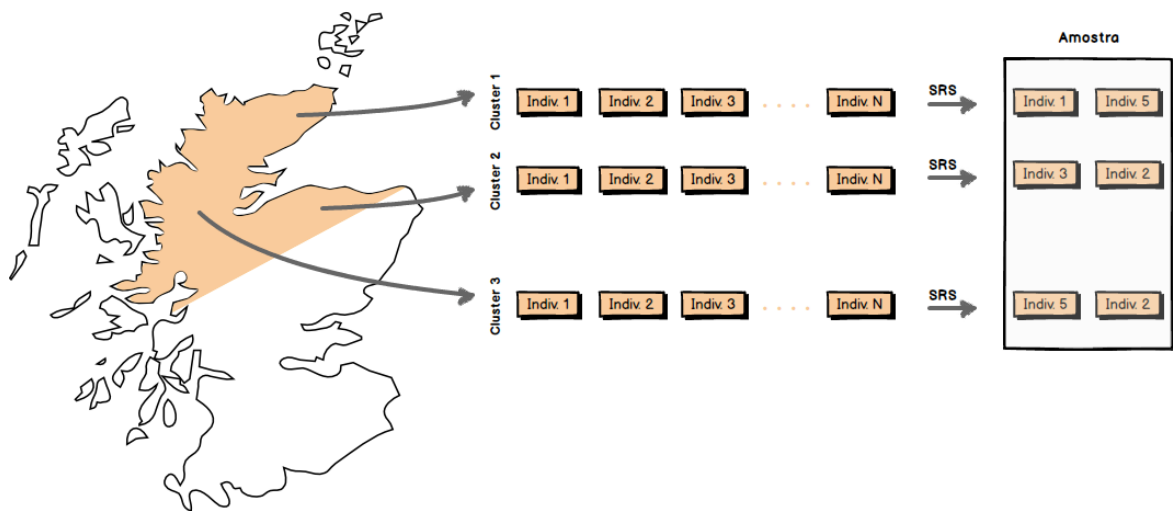 Amostra
Cluster 1
Indiv. 1 Indiv. 2 Indiv. 3 . . . . Indiv. N SRS Indiv. 1 Indiv. 5
Cluster 2
Indiv. 1 Indiv. 2 Indiv. 3 . . . . Indiv. N SRS Indiv. 3 Indiv. 2
Cluster 3
Indiv. 1 Indiv. 2 Indiv. 3 . . . . Indiv. N SRS Indiv. 5 Indiv. 2